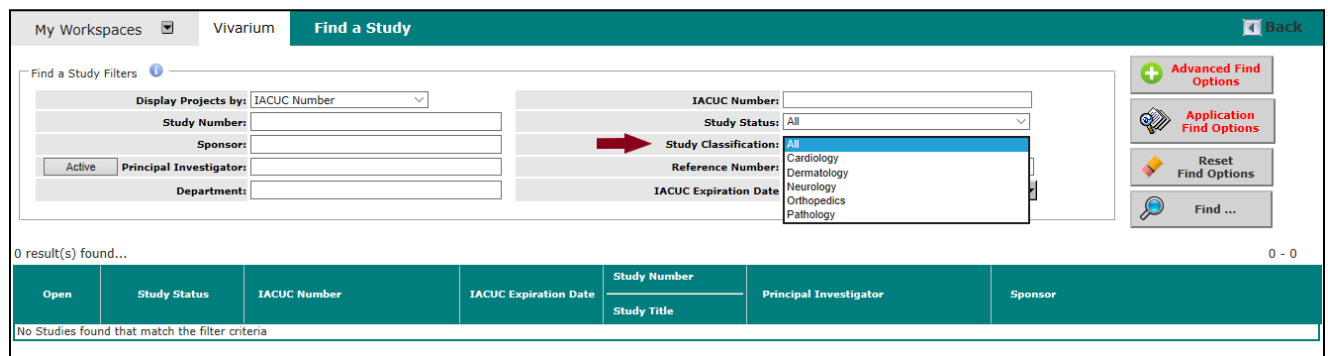 My Workspaces Vivarium Find a Study Back
Find a Study Filters
Display Projects by: IACUC Number
IACUC Number:
Study Number:
Study Status: All
Sponsor:
Study Classification: All
Cardiology
Dermatology
Neurology
Orthopedics
Pathology
Active Principal Investigator:
Reference Number:
Department:
IACUC Expiration Date
Advanced Find
Options
Application
Find Options
Reset
Find Options
Find ...
0 result(s) found...
0 - 0
Open Study Status IACUC Number IACUC Expiration Date Study Number Principal Investigator Sponsor
Study Title
No Studies found that match the filter criteria